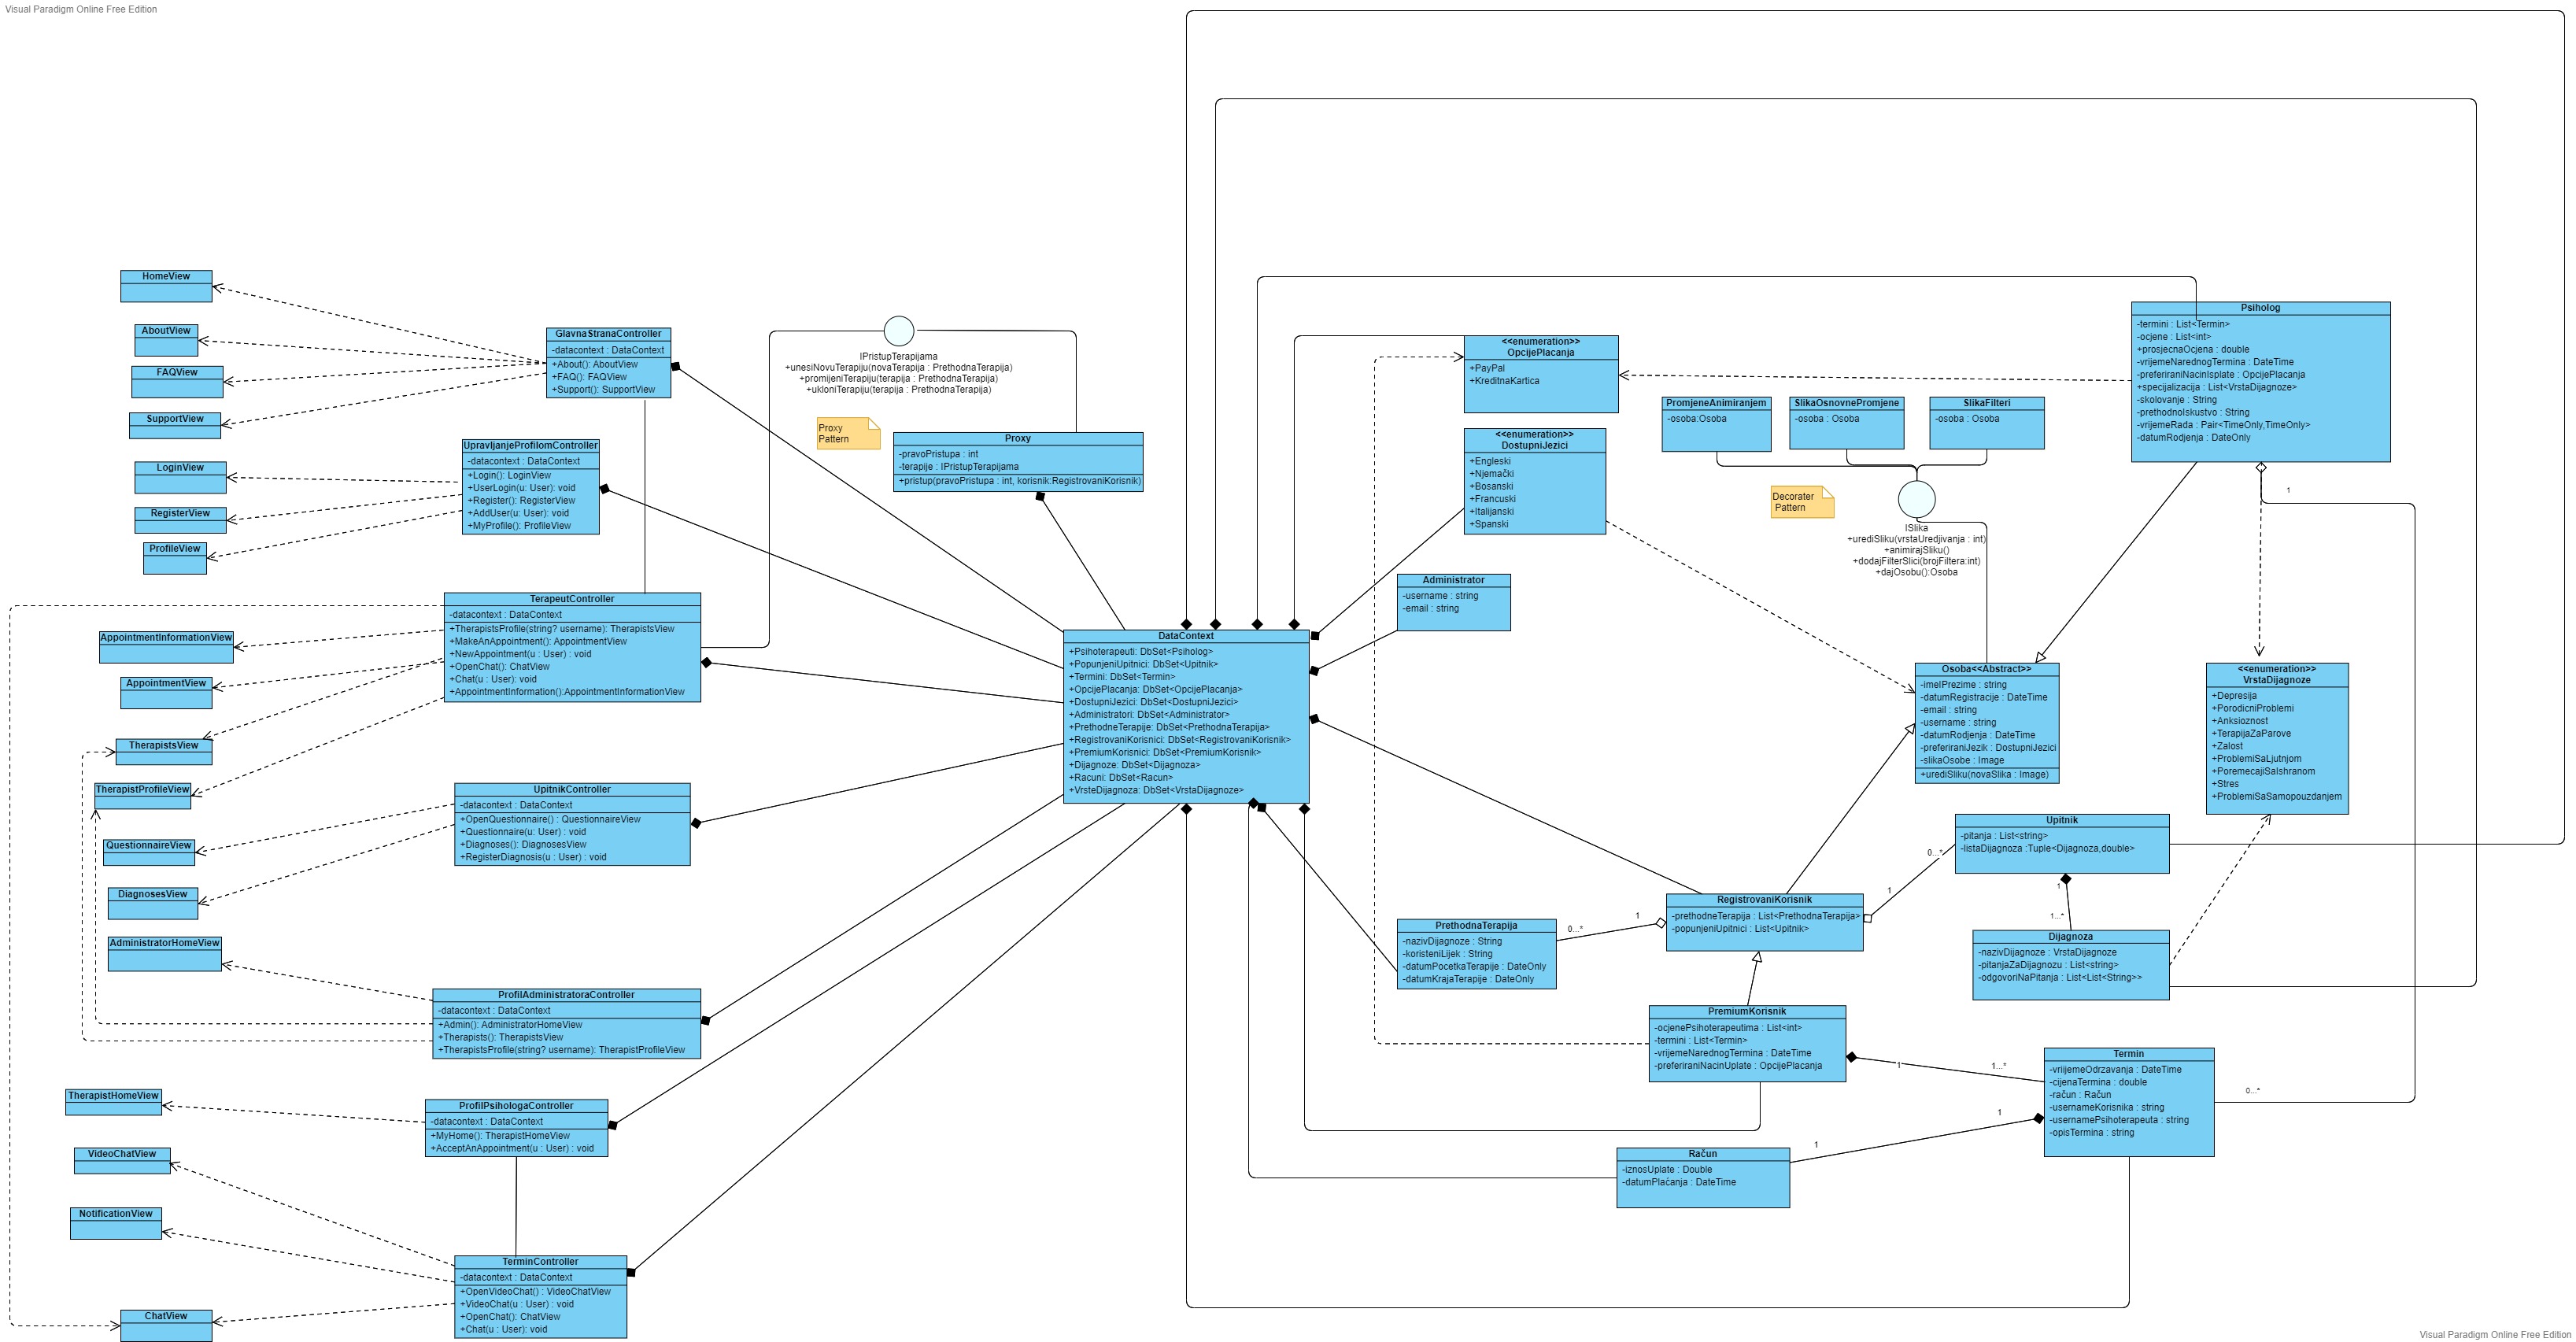 Visual Paradigm Online Free Edition
HomeView
AboutView
FAQView
SupportView
LoginView
RegisterView
ProfileView
AppointmentInformationView
AppointmentView
TherapistsView
TherapistProfileView
QuestionnaireView
DiagnosesView
AdministratorHomeView
TherapistHomeView
VideoChatView
NotificationView
ChatView
GlavnaStranaController
-datacontext : DataContext
+About(): AboutView
+FAQ(): FAQView
+Support(): SupportView
UpravljanjeProfilomController
-datacontext : DataContext
+Login(): LoginView
+UserLogin(u: User): void
+Register(): RegisterView
+AddUser(u: User): void
+MyProfile(): ProfileView
TerapeutController
-datacontext : DataContext
+TherapistsProfile(string? username): TherapistsView
+MakeAnAppointment(): AppointmentView
+NewAppointment(u : User) : void
+OpenChat(): ChatView
+Chat(u : User): void
+AppointmentInformation():AppointmentInformationView
UpitnikController
-datacontext : DataContext
+OpenQuestionnaire() : QuestionnaireView
+Questionnaire(u: User) : void
+Diagnoses(): DiagnosesView
+RegisterDiagnosis(u : User) : void
ProfilAdministratoraController
-datacontext : DataContext
+Admin(): AdministratorHomeView
+Therapists(): TherapistsView
+TherapistsProfile(string? username): TherapistProfileView
ProfilPsihologaController
-datacontext : DataContext
+MyHome(): TherapistHomeView
+AcceptAnAppointment(u : User) : void
TerminController
-datacontext : DataContext
+OpenVideoChat() : VideoChatView
+VideoChat(u : User) : void
+OpenChat(): ChatView
+Chat(u : User): void
IPristupTerapijama
+unesiNovuTerapiju(novaTerapija : PrethodnaTerapija)
+promijeniTerapiju(terapija : PrethodnaTerapija)
+ukloniTerapiju(terapija : PrethodnaTerapija)
Proxy
Pattern
Proxy
-pravoPristupa : int
-terapije : IPristupTerapijama
+pristup(pravoPristupa : int, korisnik:RegistrovaniKorisnik)
DataContext
+Psihoterapeuti: DbSet<Psiholog>
+PopunjeniUpitnici: DbSet<Upitnik>
+Termini: DbSet<Termin>
+OpcijePlacanja: DbSet<OpcijePlacanja>
+DostupniJezici: DbSet<DostupniJezici>
+Administratori: DbSet<Administrator>
+PrethodneTerapije: DbSet<PrethodnaTerapija>
+RegistrovaniKorisnici: DbSet<RegistrovaniKorisnik>
+PremiumKorisnici: DbSet<PremiumKorisnik>
+Dijagnoze: DbSet<Dijagnoza>
+Racuni: DbSet<Racun>
+VrsteDijagnoza: DbSet<VrstaDijagnoze>
<<enumeration>>
OpcijePlacanja
+PayPal
+KreditnaKartica
<<enumeration>>
DostupniJezici
+Engleski
+Njemački
+Bosanski
+Francuski
+Italijanski
+Spanski
Administrator
-username : string
-email : string
PromjeneAnimiranjem
-osoba:Osoba
SlikaOsnovnePromjene
-osoba : Osoba
SlikaFilteri
-osoba : Osoba
Decorater
Pattern
ISlika
+urediSliku(vrstaUredjivanja : int)
+animirajSliku()
+dodajFilterSlici(brojFiltera:int)
+dajOsobu():Osoba
Psiholog
-termini : List<Termin>
-ocjene : List<int>
+prosjecnaOcjena : double
-vrijemeNarednogTermina : DateTime
-preferiraniNacinIsplate : OpcijePlacanja
+specijalizacija : List<VrstaDijagnoze>
-skolovanje : String
-prethodnoIskustvo : String
-vrijemeRada : Pair<TimeOnly,TimeOnly>
-datumRodjenja : DateOnly
1
Osoba<<Abstract>>
-imeIPrezime : string
-datumRegistracije : DateTime
-email : string
-username : string
-datumRodjenja : DateTime
-preferiraniJezik : DostupniJezici
-slikaOsobe : Image
+urediSliku(novaSlika : Image)
<<enumeration>>
VrstaDijagnoze
+Depresija
+PorodicniProblemi
+Anksioznost
+TerapijaZaParove
+Zalost
+ProblemiSaLjutnjom
+PoremecajiSaIshranom
+Stres
+ProblemiSaSamopouzdanjem
Upitnik
-pitanja : List<string>
-listaDijagnoza :Tuple<Dijagnoza,double>
0...*
1
1
1...*
RegistrovaniKorisnik
-prethodneTerapija : List<PrethodnaTerapija>
-popunjeniUpitnici : List<Upitnik>
1
0...*
PrethodnaTerapija
-nazivDijagnoze : String
-koristeniLijek : String
-datumPocetkaTerapije : DateOnly
-datumKrajaTerapije : DateOnly
Dijagnoza
-nazivDijagnoze : VrstaDijagnoze
-pitanjaZaDijagnozu : List<string>
-odgovoriNaPitanja : List<List<String>>
PremiumKorisnik
-ocjenePsihoterapeutima : List<int>
-termini : List<Termin>
-vrijemeNarednogTermina : DateTime
-preferiraniNacinUplate : OpcijePlacanja
1
1...*
Termin
-vriijemeOdrzavanja : DateTime
-cijenaTermina : double
-račun : Račun
-usernameKorisnika : string
-usernamePsihoterapeuta : string
-opisTermina : string
0...*
1
1
Račun
-iznosUplate : Double
-datumPlaćanja : DateTime
Visual Paradigm Online Free Edition